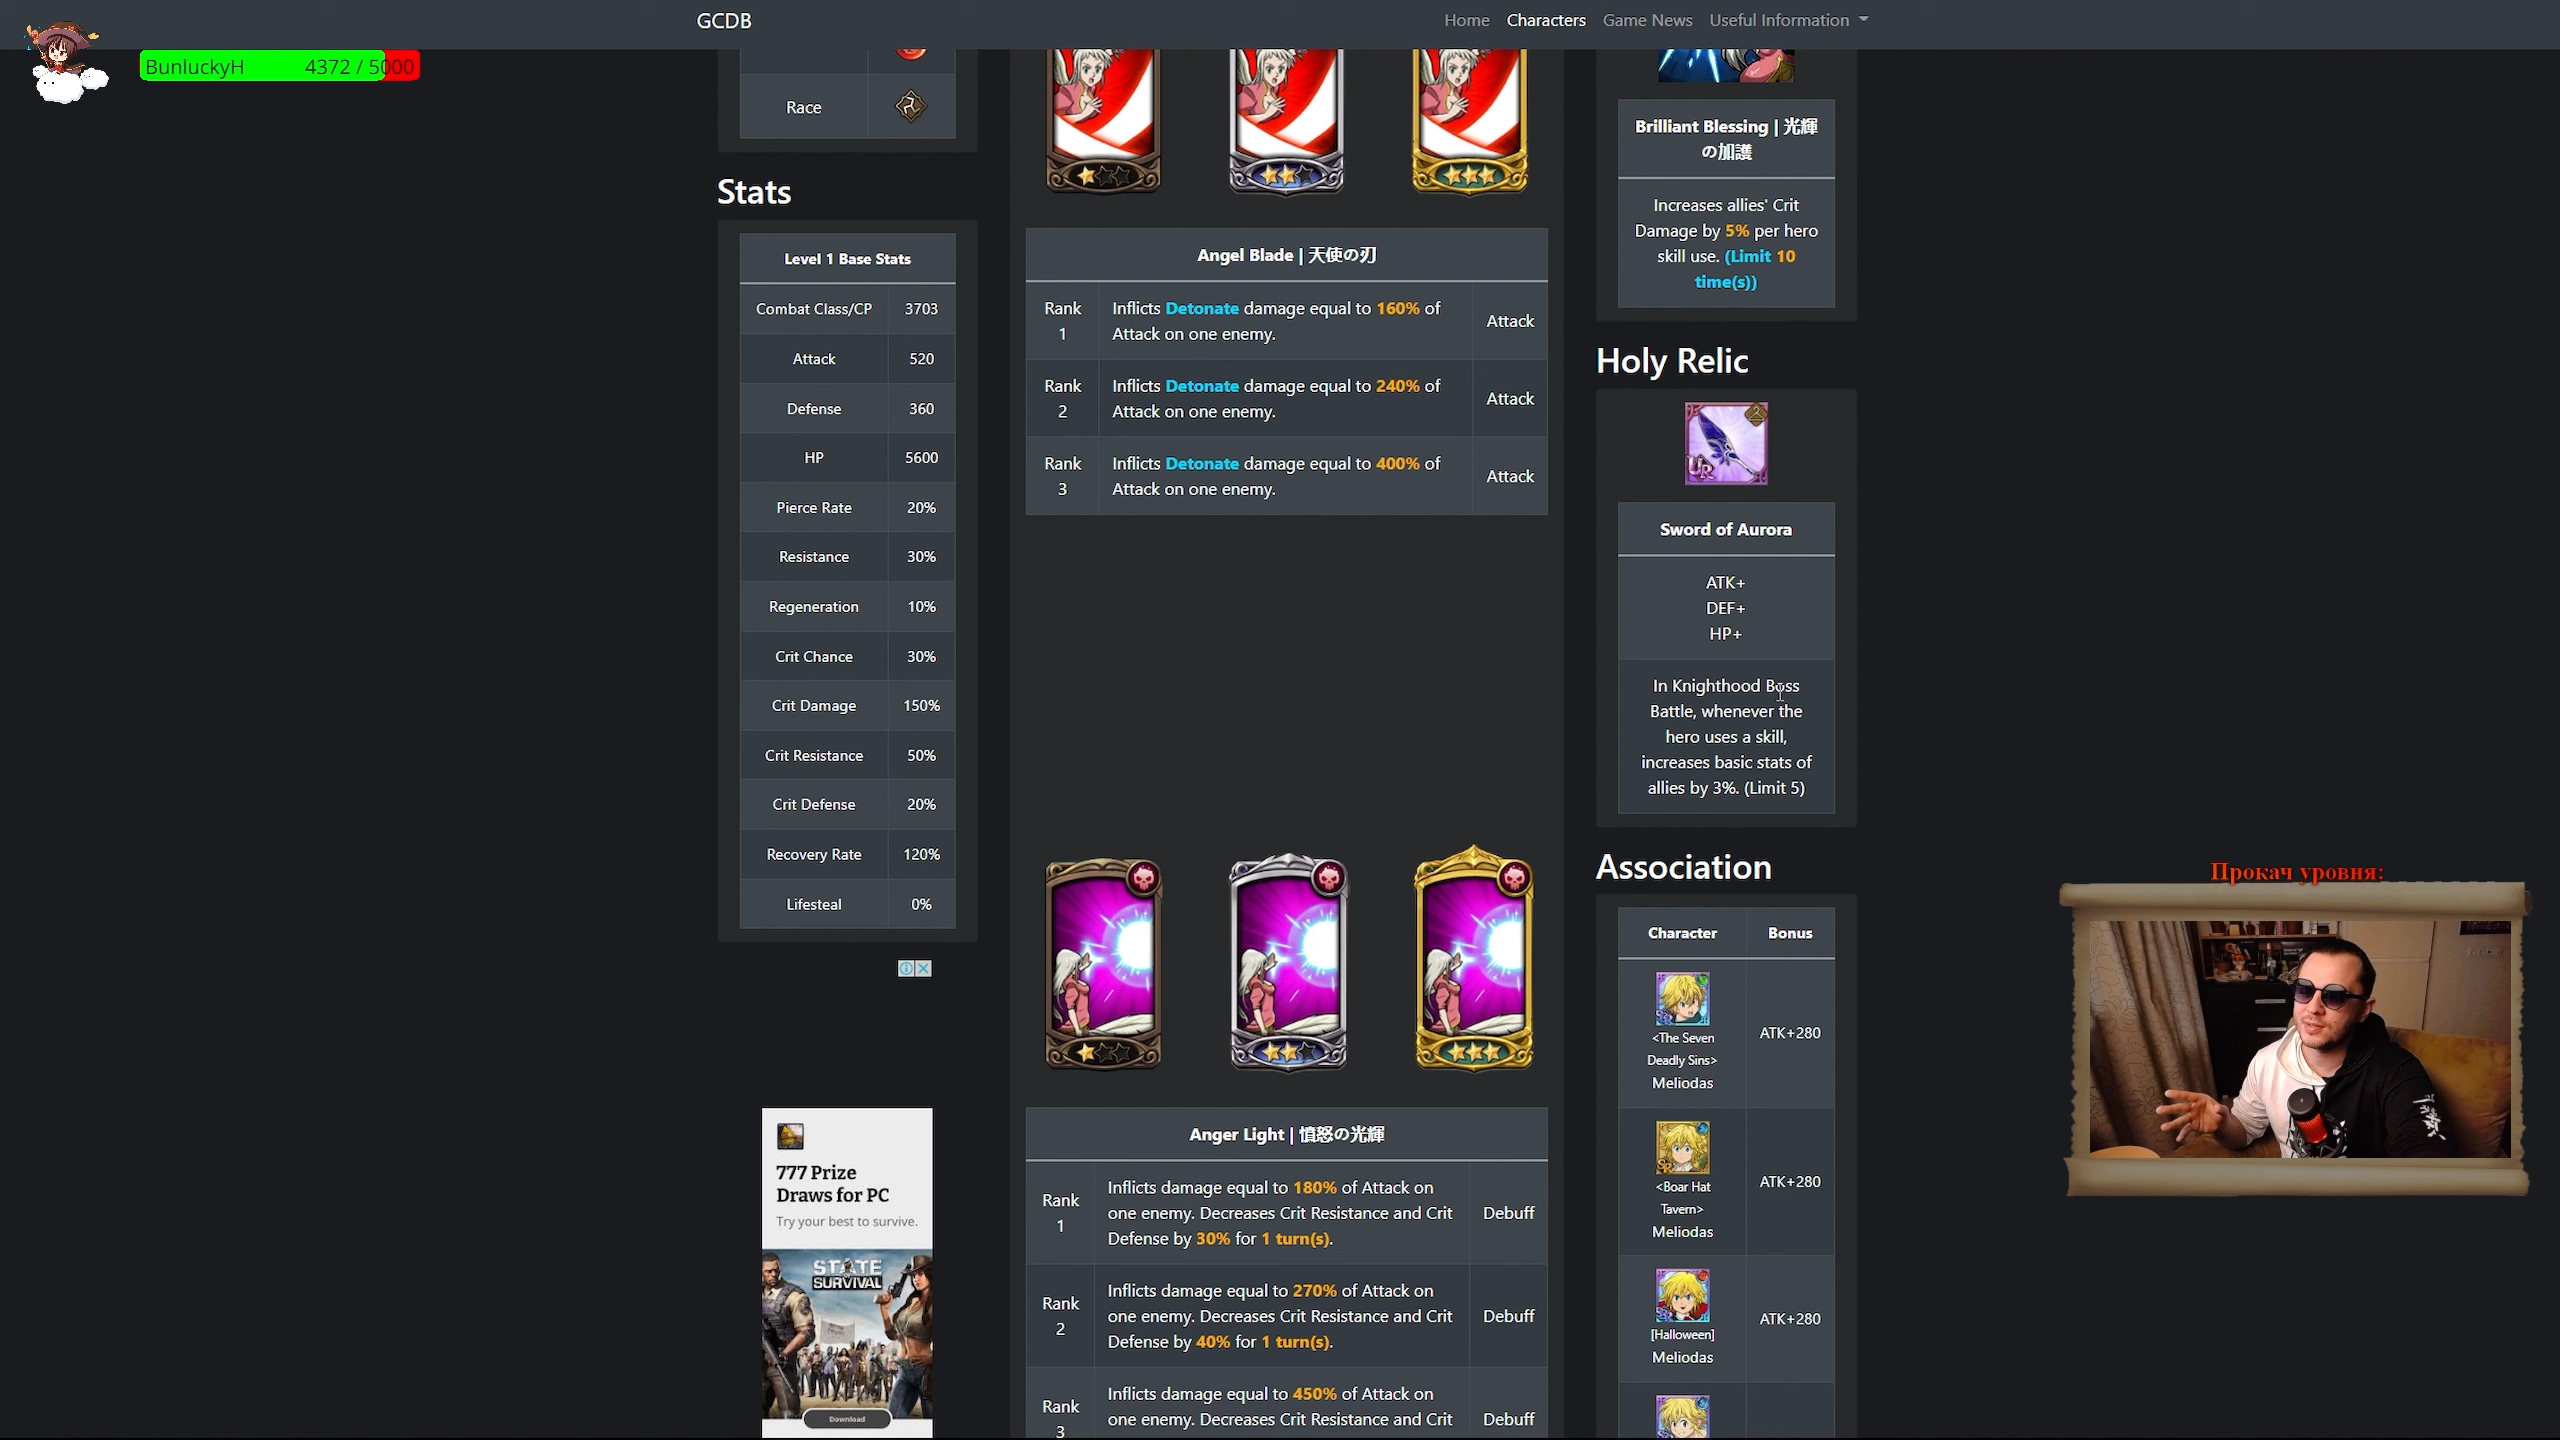 GCDB
Home Characters Game News Useful Information
BunluckyH 4372 / 5000
Race
Stats
Level 1 Base Stats
Combat Class/CP 3703
Attack 520
Defense 360
HP 5600
Pierce Rate 20%
Resistance 30%
Regeneration 10%
Crit Chance 30%
Crit Damage 150%
Crit Resistance 50%
Crit Defense 20%
Recovery Rate 120%
Lifesteal 0%
777 Prize
Draws for PC
Try your best to survive.
STATE
SURVIVAL
Download
Angel Blade | 天使の刃
Rank
1
Inflicts Detonate damage equal to 160% of
Attack on one enemy.
Attack
Rank
2
Inflicts Detonate damage equal to 240% of
Attack on one enemy.
Attack
Rank
3
Inflicts Detonate damage equal to 400% of
Attack on one enemy.
Attack
Anger Light | 憤怒の光輝
Rank
1
Inflicts damage equal to 180% of Attack on
one enemy. Decreases Crit Resistance and Crit
Defense by 30% for 1 turn(s).
Debuff
Rank
2
Inflicts damage equal to 270% of Attack on
one enemy. Decreases Crit Resistance and Crit
Defense by 40% for 1 turn(s).
Debuff
Rank
3
Inflicts damage equal to 450% of Attack on
one enemy. Decreases Crit Resistance and Crit
Debuff
Brilliant Blessing | 光輝
の加護
Increases allies' Crit
Damage by 5% per hero
skill use. (Limit 10
time(s))
Holy Relic
UR
Sword of Aurora
ATK+
DEF+
HP+
In Knighthood Boss
Battle, whenever the
hero uses a skill,
increases basic stats of
allies by 3%. (Limit 5)
Association
Character Bonus
<The Seven
Deadly Sins>
Meliodas
ATK+280
SR
<Boar Hat
Tavern>
Meliodas
ATK+280
[Halloween]
Meliodas
ATK+280
Прокач уровня: